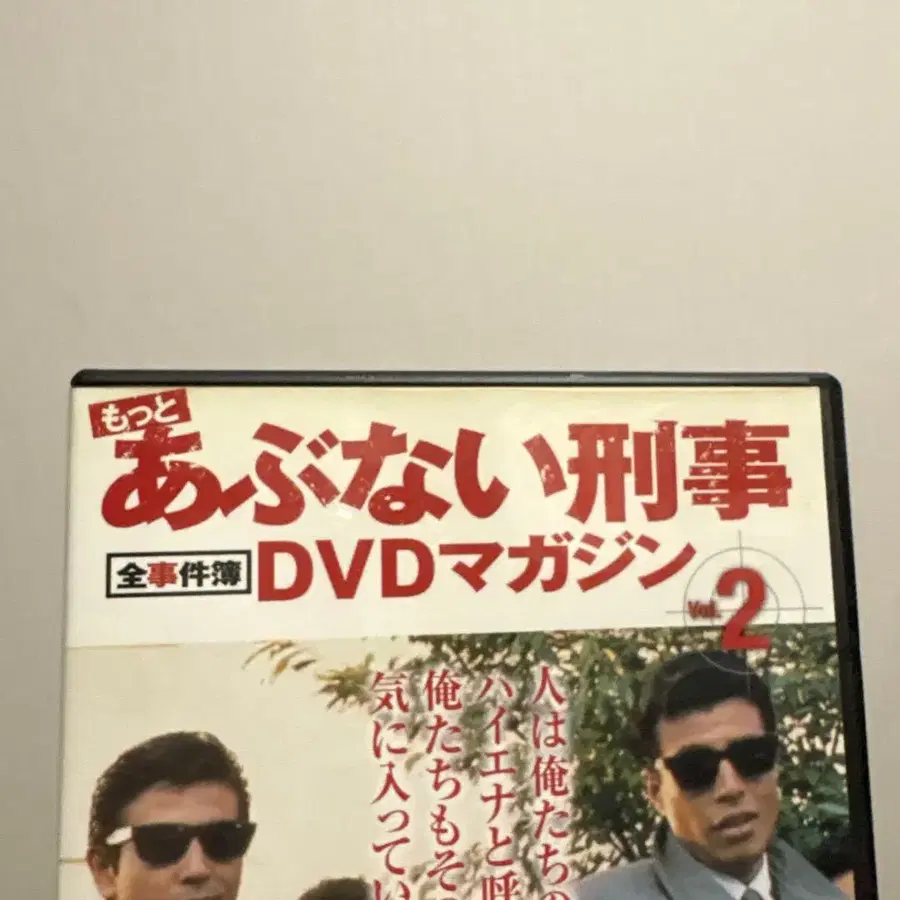 もっと
あぶない刑事
全事件簿
DVDマガジン
Vol.2
人は俺たちの
ハイエナと呼
俺たちもそ
気に入ってい